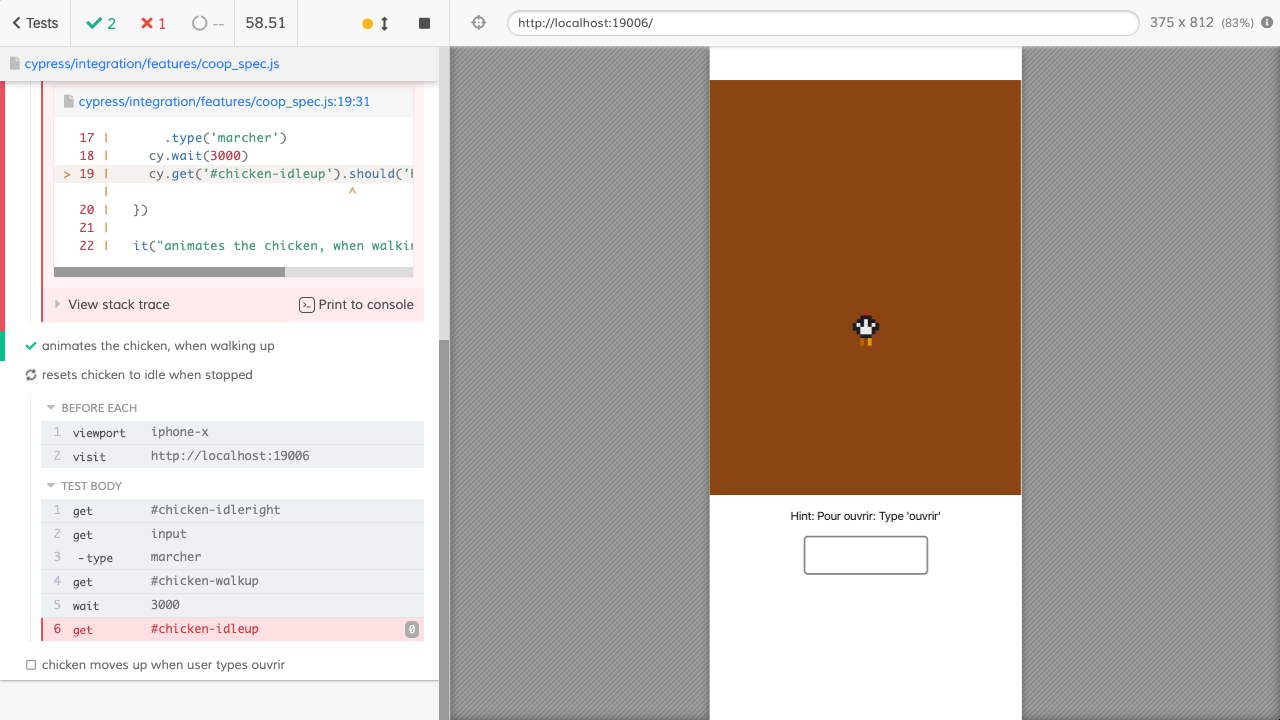 Tests 2 1 -- 58.51 http://localhost:19006/ 375 x 812 (83%)
cypress/integration/features/coop_spec.js
cypress/integration/features/coop_spec.js:19:31
17 | .type('marcher')
18 | cy.wait(3000)
> 19 | cy.get('#chicken-idleup').should('h
| ^
20 | })
21 |
22 | it("animates the chicken, when walkin
View stack trace Print to console
animates the chicken, when walking up
resets chicken to idle when stopped
BEFORE EACH
1 viewport iphone-x
2 visit http://localhost:19006
TEST BODY
1 get #chicken-idleright
2 get input
3 -type marcher
4 get #chicken-walkup
5 wait 3000
6 get #chicken-idleup 0
chicken moves up when user types ouvrir
Hint: Pour ouvrir: Type 'ouvrir'